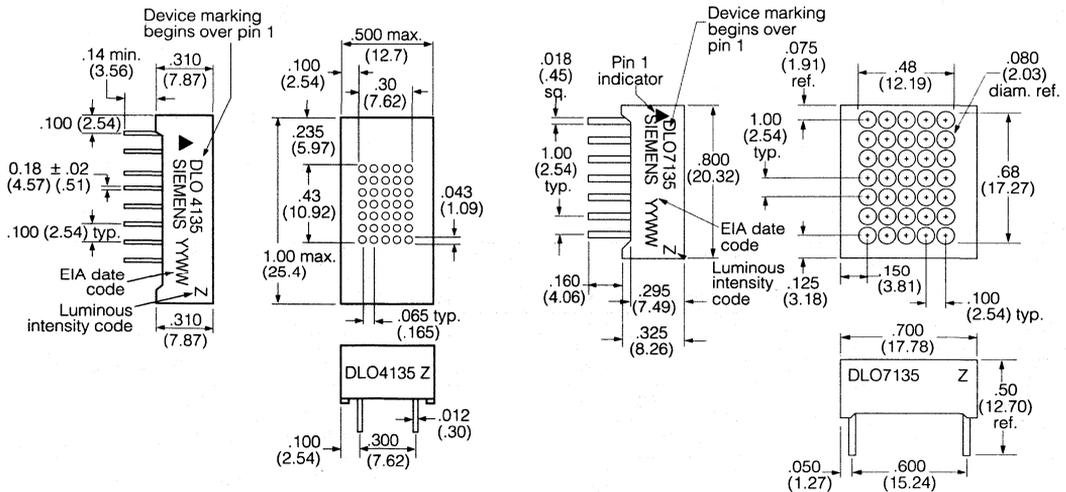 Device marking
begins over pin 1
.14 min.
(3.56)
.310
(7.87)
.100 (2.54)
0.18 ± .02
(4.57) (.51)
.100 (2.54) typ.
EIA date
code
Luminous
intensity code
DLO 4135
SIEMENS YYWW
Z
.310
(7.87)
.500 max.
(12.7)
.100
(2.54)
.30
(7.62)
.235
(5.97)
.43
(10.92)
1.00 max.
(25.4)
.043
(1.09)
.065 typ.
(.165)
DLO4135 Z
.012
(.30)
.100
(2.54)
.300
(7.62)
Device marking
begins over
pin 1
Pin 1
indicator
.018
(.45)
sq.
1.00
(2.54)
typ.
DLO7135
SIEMENS YYWW
Z
.800
(20.32)
EIA date
code
Luminous
intensity
code
.160
(4.06)
.295
(7.49)
.325
(8.26)
.075
(1.91)
ref.
.48
(12.19)
.080
(2.03)
diam. ref.
1.00
(2.54)
typ.
.68
(17.27)
.125
(3.18)
.150
(3.81)
.100
(2.54) typ.
.700
(17.78)
DLO7135 Z
.50
(12.70)
ref.
.050
(1.27)
.600
(15.24)